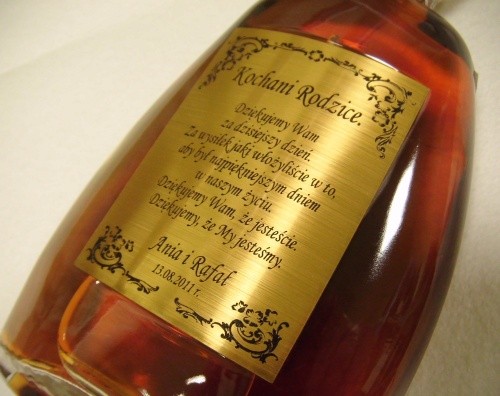 Kochani Rodzice.
Dziękujemy Wam
za dzisiejszy dzień.
Za wysiłek jaki włożyliście w to,
aby był najpiękniejszym dniem
w naszym życiu.
Dziękujemy Wam, że jesteście.
Dziękujemy, że My jesteśmy.
Ania i Rafał
13.08.2011 r.